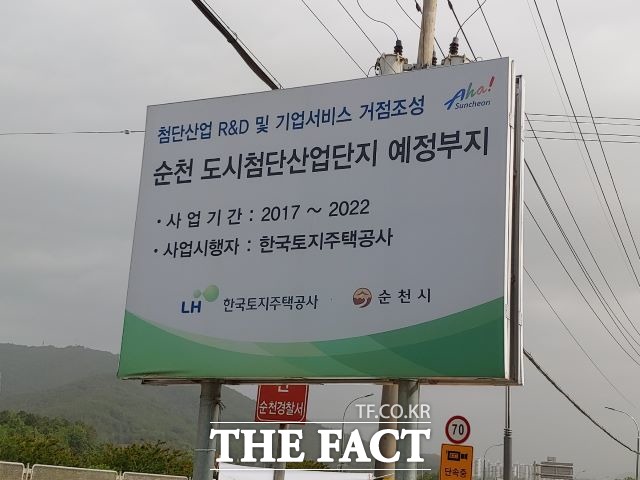 Aha!
Suncheon
첨단산업 R&D 및 기업서비스 거점조성
순천 도시첨단산업단지 예정부지
· 사 업 기 간 : 2017 ~ 2022
· 사업시행자 : 한국토지주택공사
LH 한국토지주택공사
순 천 시
순천경찰서
70
단속중
TF.CO.KR
THE FACT